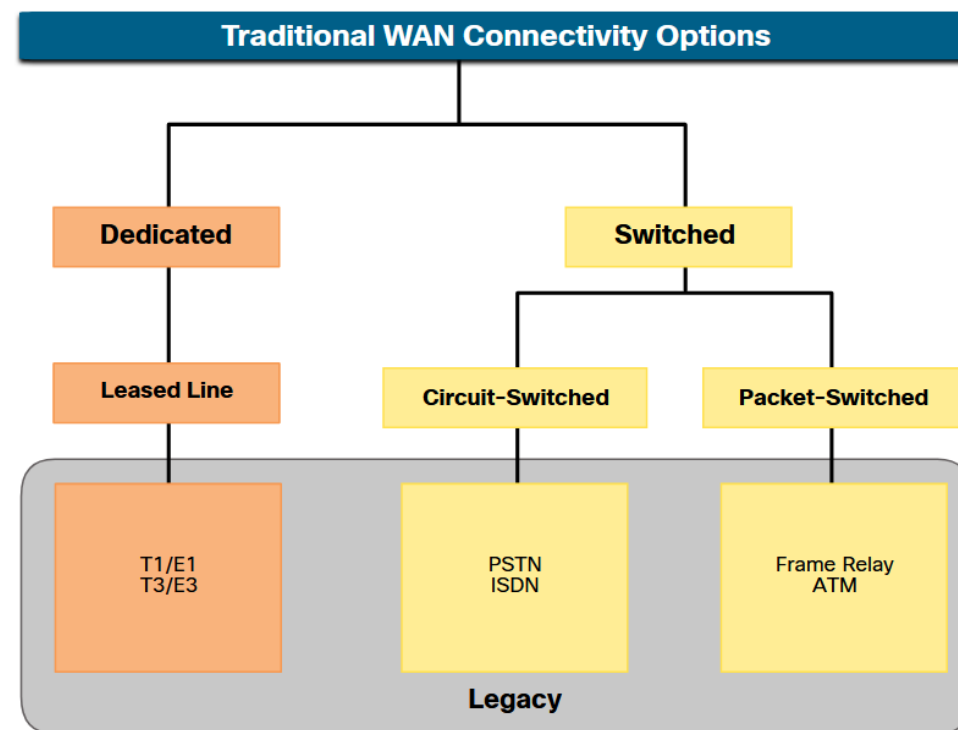 Traditional WAN Connectivity Options
Dedicated
Switched
Leased Line
Circuit-Switched
Packet-Switched
T1/E1
T3/E3
PSTN
ISDN
Frame Relay
ATM
Legacy